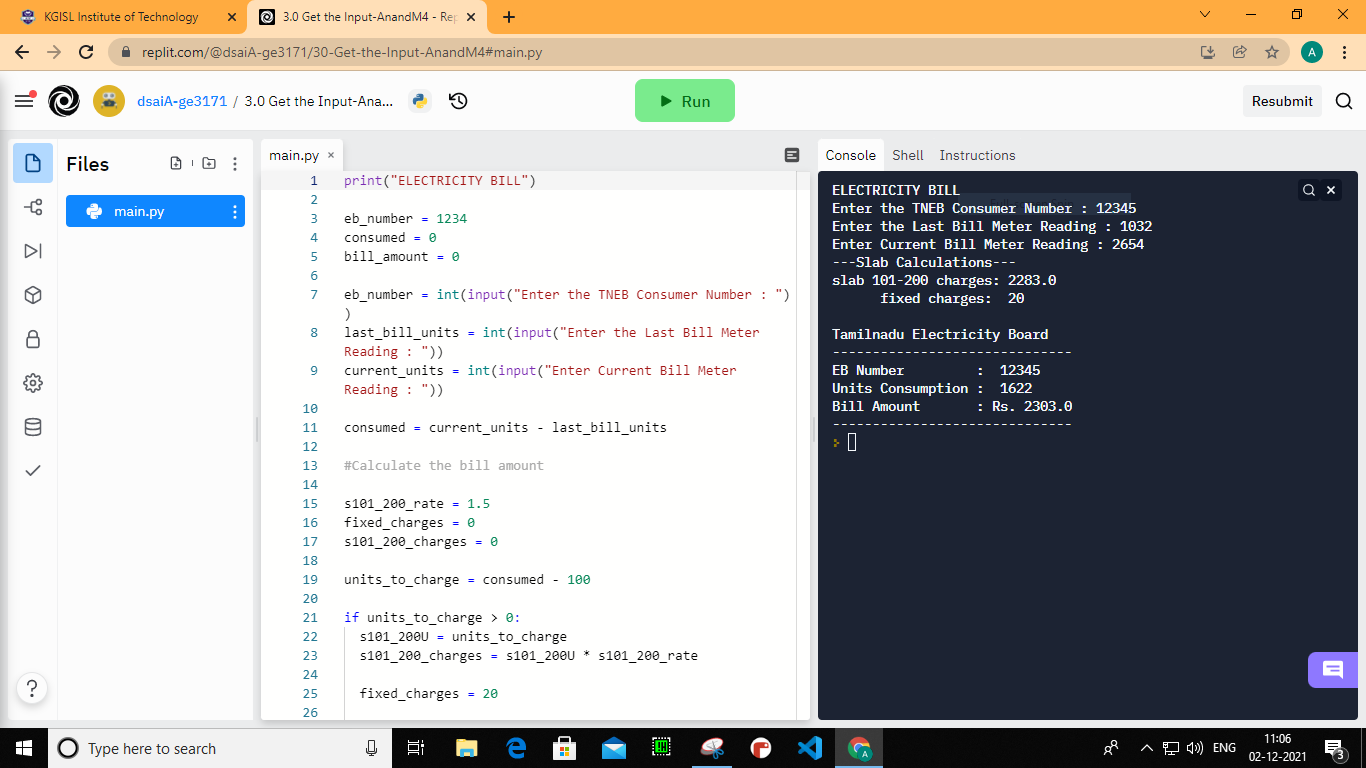 KGISL Institute of Technology
3.0 Get the Input-AnandM4 - Rep
replit.com/@dsaiA-ge3171/30-Get-the-Input-AnandM4#main.py
A
dsaiA-ge3171 / 3.0 Get the Input-Ana...
Run
Resubmit
Files
main.py
main.py
1 print("ELECTRICITY BILL")
2
3 eb_number = 1234
4 consumed = 0
5 bill_amount = 0
6
7 eb_number = int(input("Enter the TNEB Consumer Number : ")
)
8 last_bill_units = int(input("Enter the Last Bill Meter
Reading : "))
9 current_units = int(input("Enter Current Bill Meter
Reading : "))
10
11 consumed = current_units - last_bill_units
12
13 #Calculate the bill amount
14
15 s101_200_rate = 1.5
16 fixed_charges = 0
17 s101_200_charges = 0
18
19 units_to_charge = consumed - 100
20
21 if units_to_charge > 0:
22 s101_200U = units_to_charge
23 s101_200_charges = s101_200U * s101_200_rate
24
25 fixed_charges = 20
26
Console Shell Instructions
ELECTRICITY BILL
Enter the TNEB Consumer Number : 12345
Enter the Last Bill Meter Reading : 1032
Enter Current Bill Meter Reading : 2654
---Slab Calculations---
slab 101-200 charges: 2283.0
fixed charges: 20
Tamilnadu Electricity Board
------------------------------
EB Number : 12345
Units Consumption : 1622
Bill Amount : Rs. 2303.0
------------------------------
?
Type here to search
A
ENG
11:06
02-12-2021
3